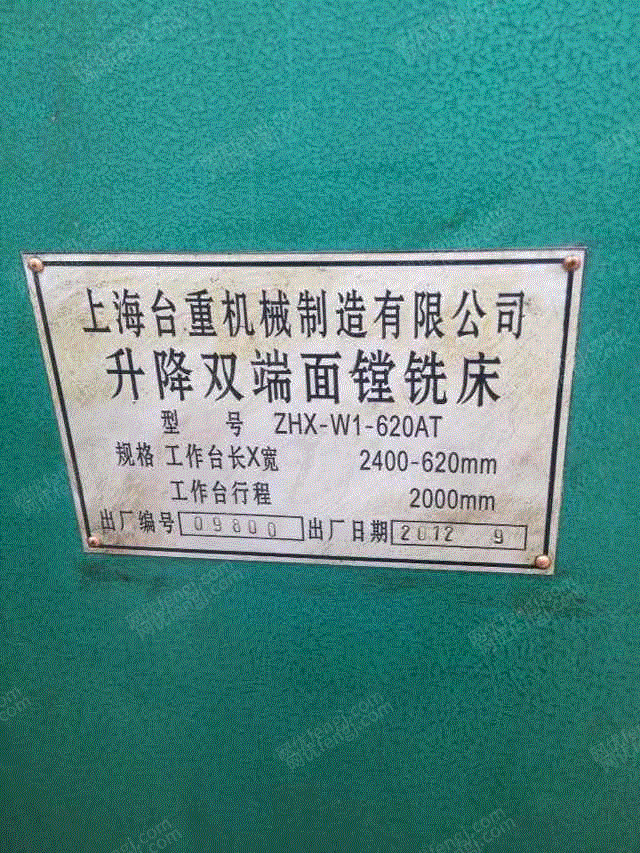 上海台重机械制造有限公司
升降双端面镗铣床
型 号 ZHX-W1-620AT
规格 工作台长X宽 2400-620mm
工作台行程 2000mm
出厂编号 09800 出厂日期 2012 9